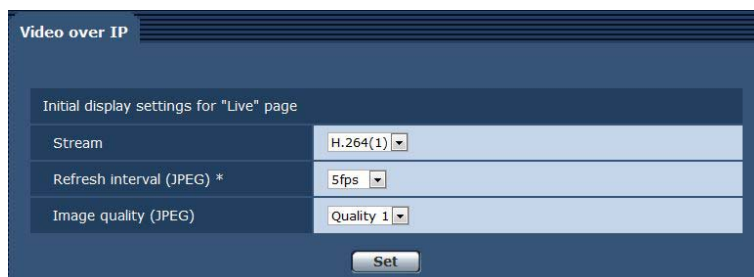 Video over IP
Initial display settings for "Live" page
Stream H.264(1)
Refresh interval (JPEG) * 5fps
Image quality (JPEG) Quality 1
Set